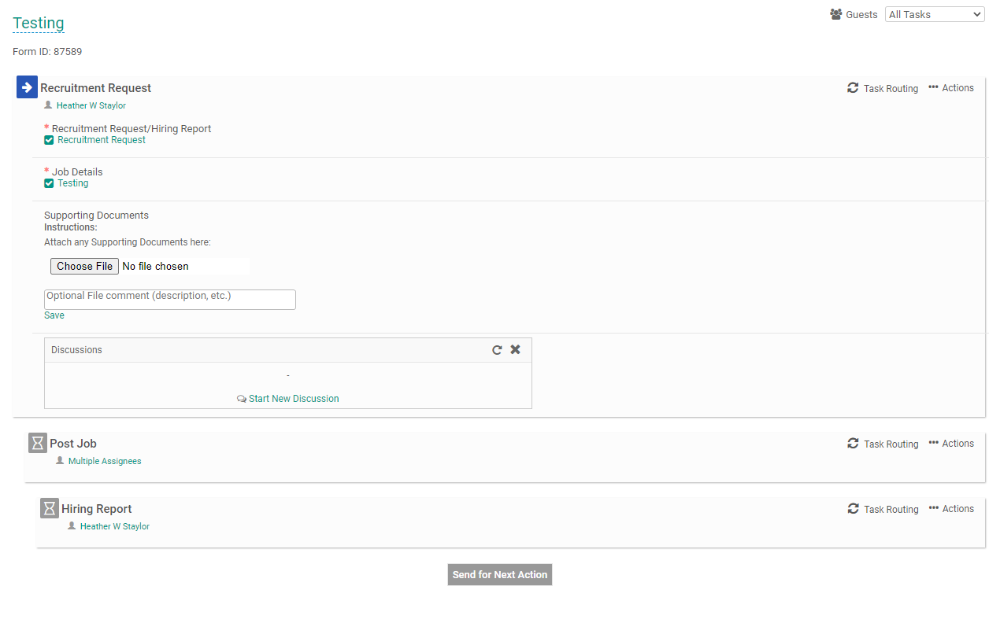 Testing
Guests All Tasks
Form ID: 87589
Recruitment Request Task Routing ••• Actions
Heather W Staylor
* Recruitment Request/Hiring Report
Recruitment Request
* Job Details
Testing
Supporting Documents
Instructions:
Attach any Supporting Documents here:
Choose File No file chosen
Optional File comment (description, etc.)
Save
Discussions
-
Start New Discussion
Post Job Task Routing ••• Actions
Multiple Assignees
Hiring Report Task Routing ••• Actions
Heather W Staylor
Send for Next Action